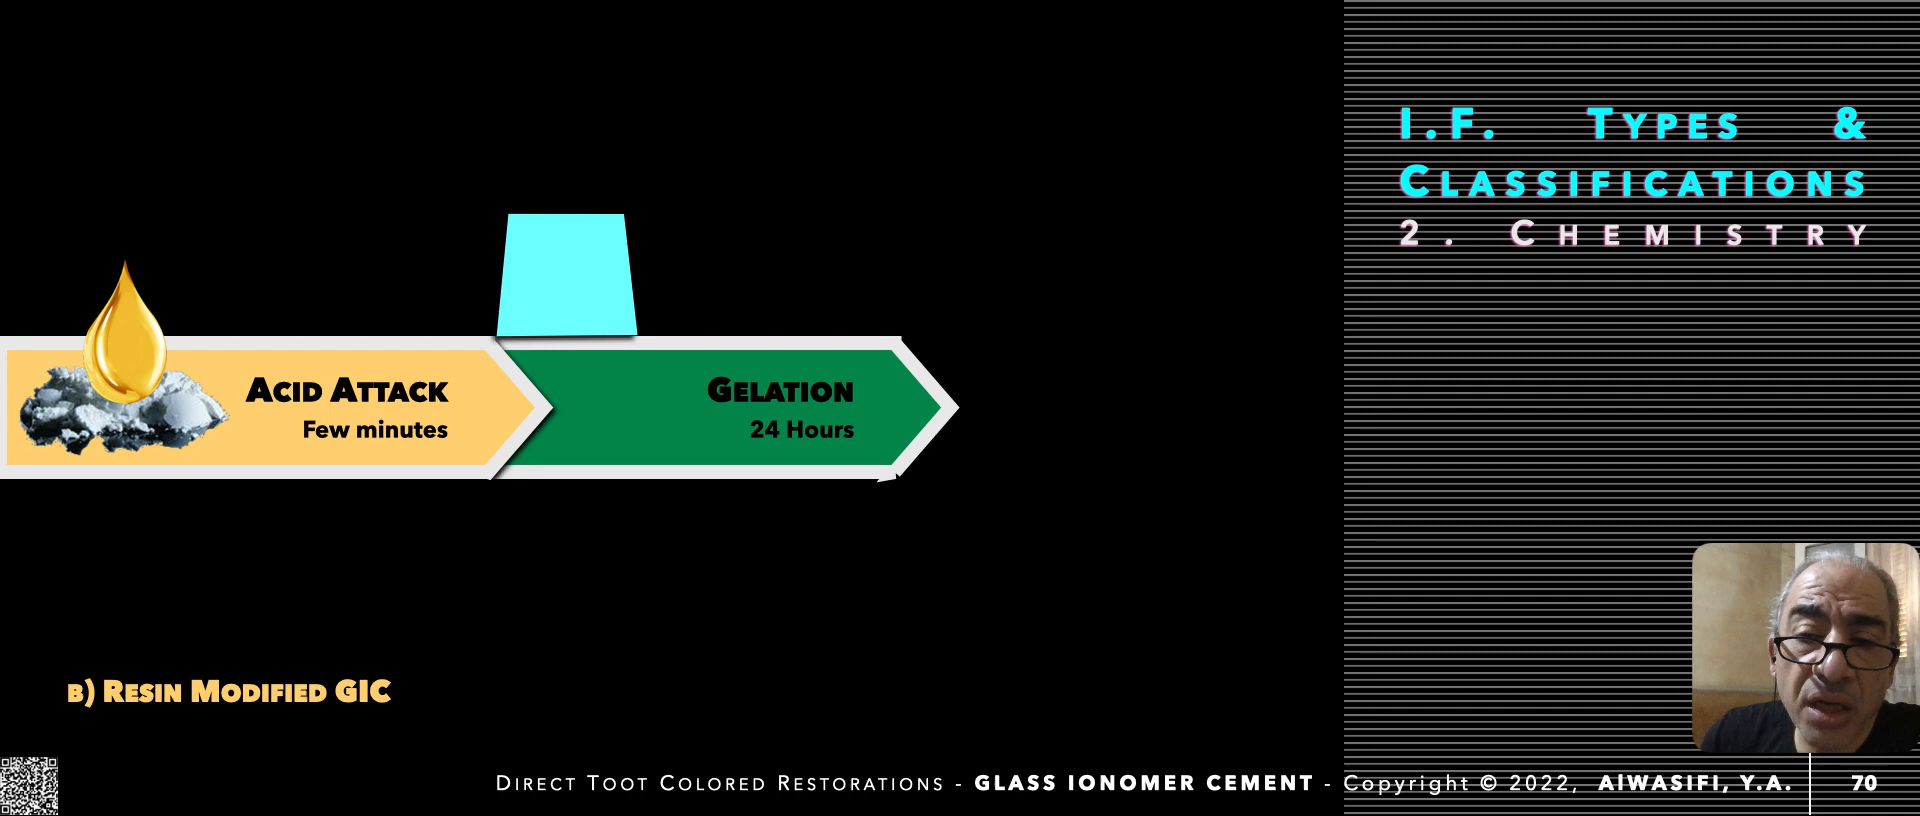 I.F. Types &
Classifications
2. Chemistry
Acid Attack
Few minutes
Gelation
24 Hours
b) Resin Modified GIC
Direct Toot Colored Restorations - GLASS IONOMER CEMENT - Copyright © 2022, AlWASIFI, Y.A. 70